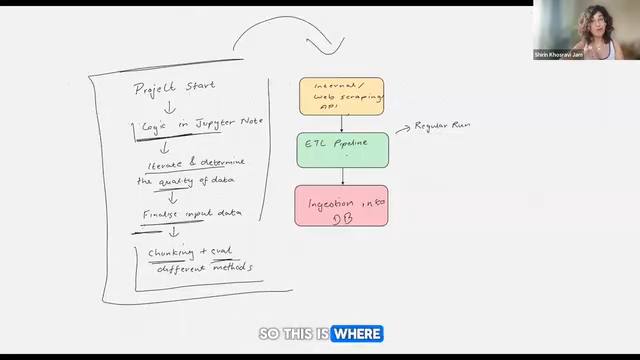 Project Start
Logic in Jupyter Note
Iterate & determine
the quality of data
Finalise input data
Chunking + eval
different methods
Internal/
Web scraping/
API
ETL Pipeline
Regular Run
Ingestion into
DB
Shirin Khosravi Jam
SO THIS IS WHERE